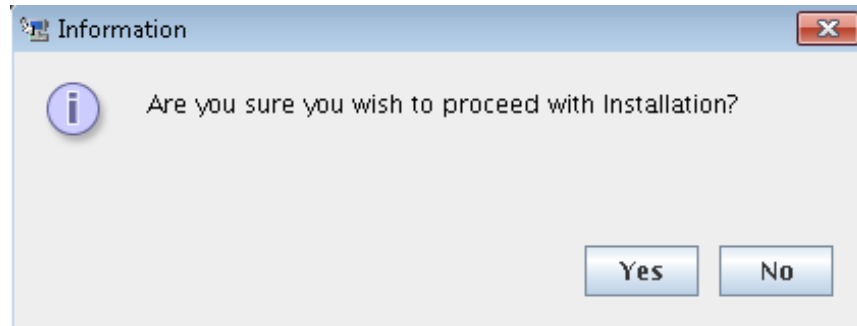 Information
Are you sure you wish to proceed with Installation?
Yes No